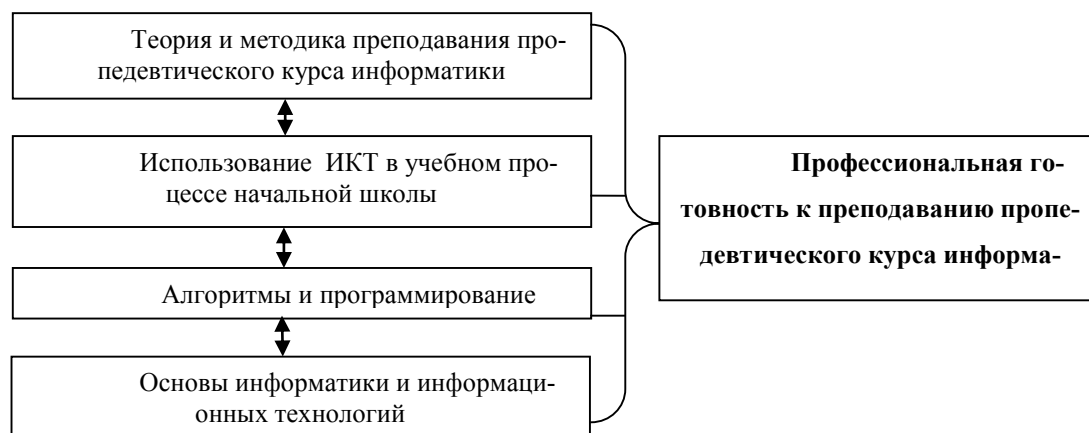 Теория и методика преподавания про-
педевтического курса информатики
Использование ИКТ в учебном про-
цессе начальной школы
Алгоритмы и программирование
Основы информатики и информаци-
онных технологий
Профессиональная го-
товность к преподаванию пропе-
девтического курса информа-